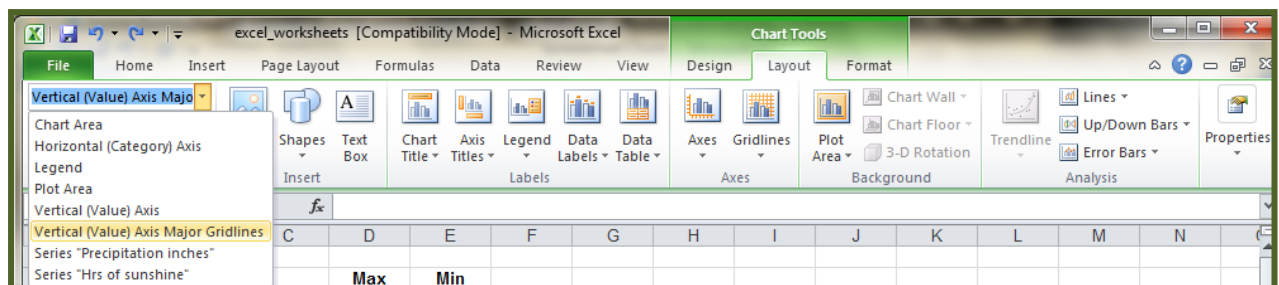 excel_worksheets [Compatibility Mode] - Microsoft Excel
Chart Tools
File Home Insert Page Layout Formulas Data Review View Design Layout Format
Vertical (Value) Axis Majo
Chart Area
Horizontal (Category) Axis
Legend
Plot Area
Vertical (Value) Axis
Vertical (Value) Axis Major Gridlines
Series "Precipitation inches"
Series "Hrs of sunshine"
Shapes
Text Box
Insert
Chart Title
Axis Titles
Legend
Data Labels
Data Table
Labels
Axes
Gridlines
Axes
Plot Area
Chart Wall
Chart Floor
3-D Rotation
Background
Trendline
Lines
Up/Down Bars
Error Bars
Analysis
Properties
fx
C D E F G H I J K L M N
Max Min